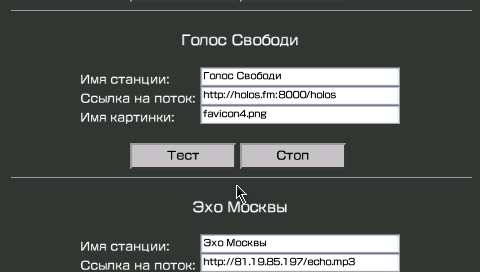 Голос Свободи
Имя станции: Голос Свободи
Ссылка на поток: http://holos.fm:8000/holos
Имя картинки: favicon4.png
Тест Стоп
Эхо Москвы
Имя станции: Эхо Москвы
Ссылка на поток: http://81.19.85.197/echo.mp3